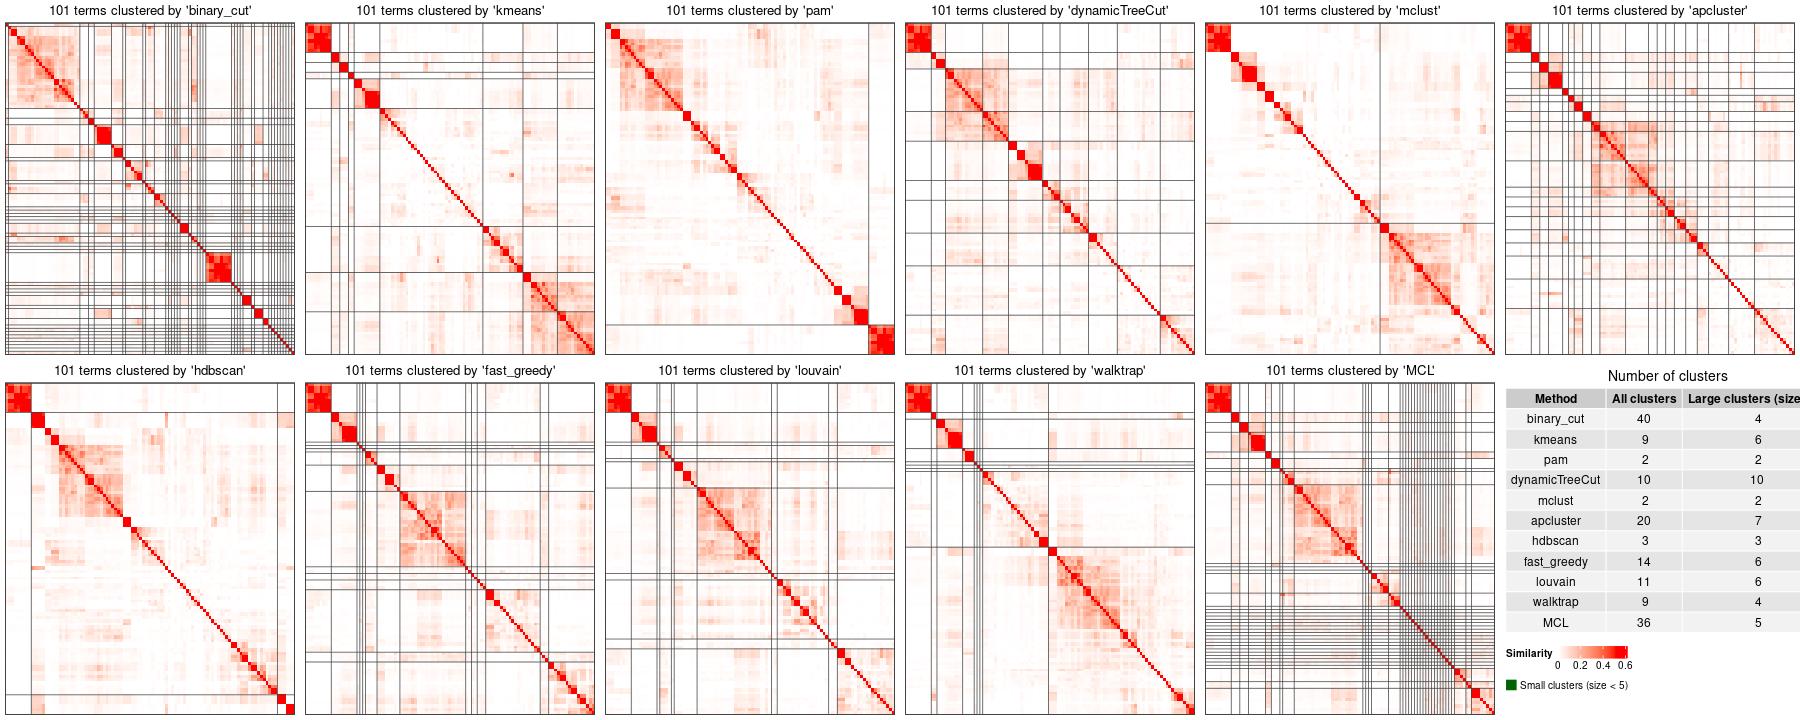 101 terms clustered by 'binary_cut'
101 terms clustered by 'kmeans'
101 terms clustered by 'pam'
101 terms clustered by 'dynamicTreeCut'
101 terms clustered by 'mclust'
101 terms clustered by 'apcluster'
101 terms clustered by 'hdbscan'
101 terms clustered by 'fast_greedy'
101 terms clustered by 'louvain'
101 terms clustered by 'walktrap'
101 terms clustered by 'MCL'
Number of clusters
Method All clusters Large clusters (size
binary_cut 40 4
kmeans 9 6
pam 2 2
dynamicTreeCut 10 10
mclust 2 2
apcluster 20 7
hdbscan 3 3
fast_greedy 14 6
louvain 11 6
walktrap 9 4
MCL 36 5
Similarity
0 0.2 0.4 0.6
Small clusters (size < 5)